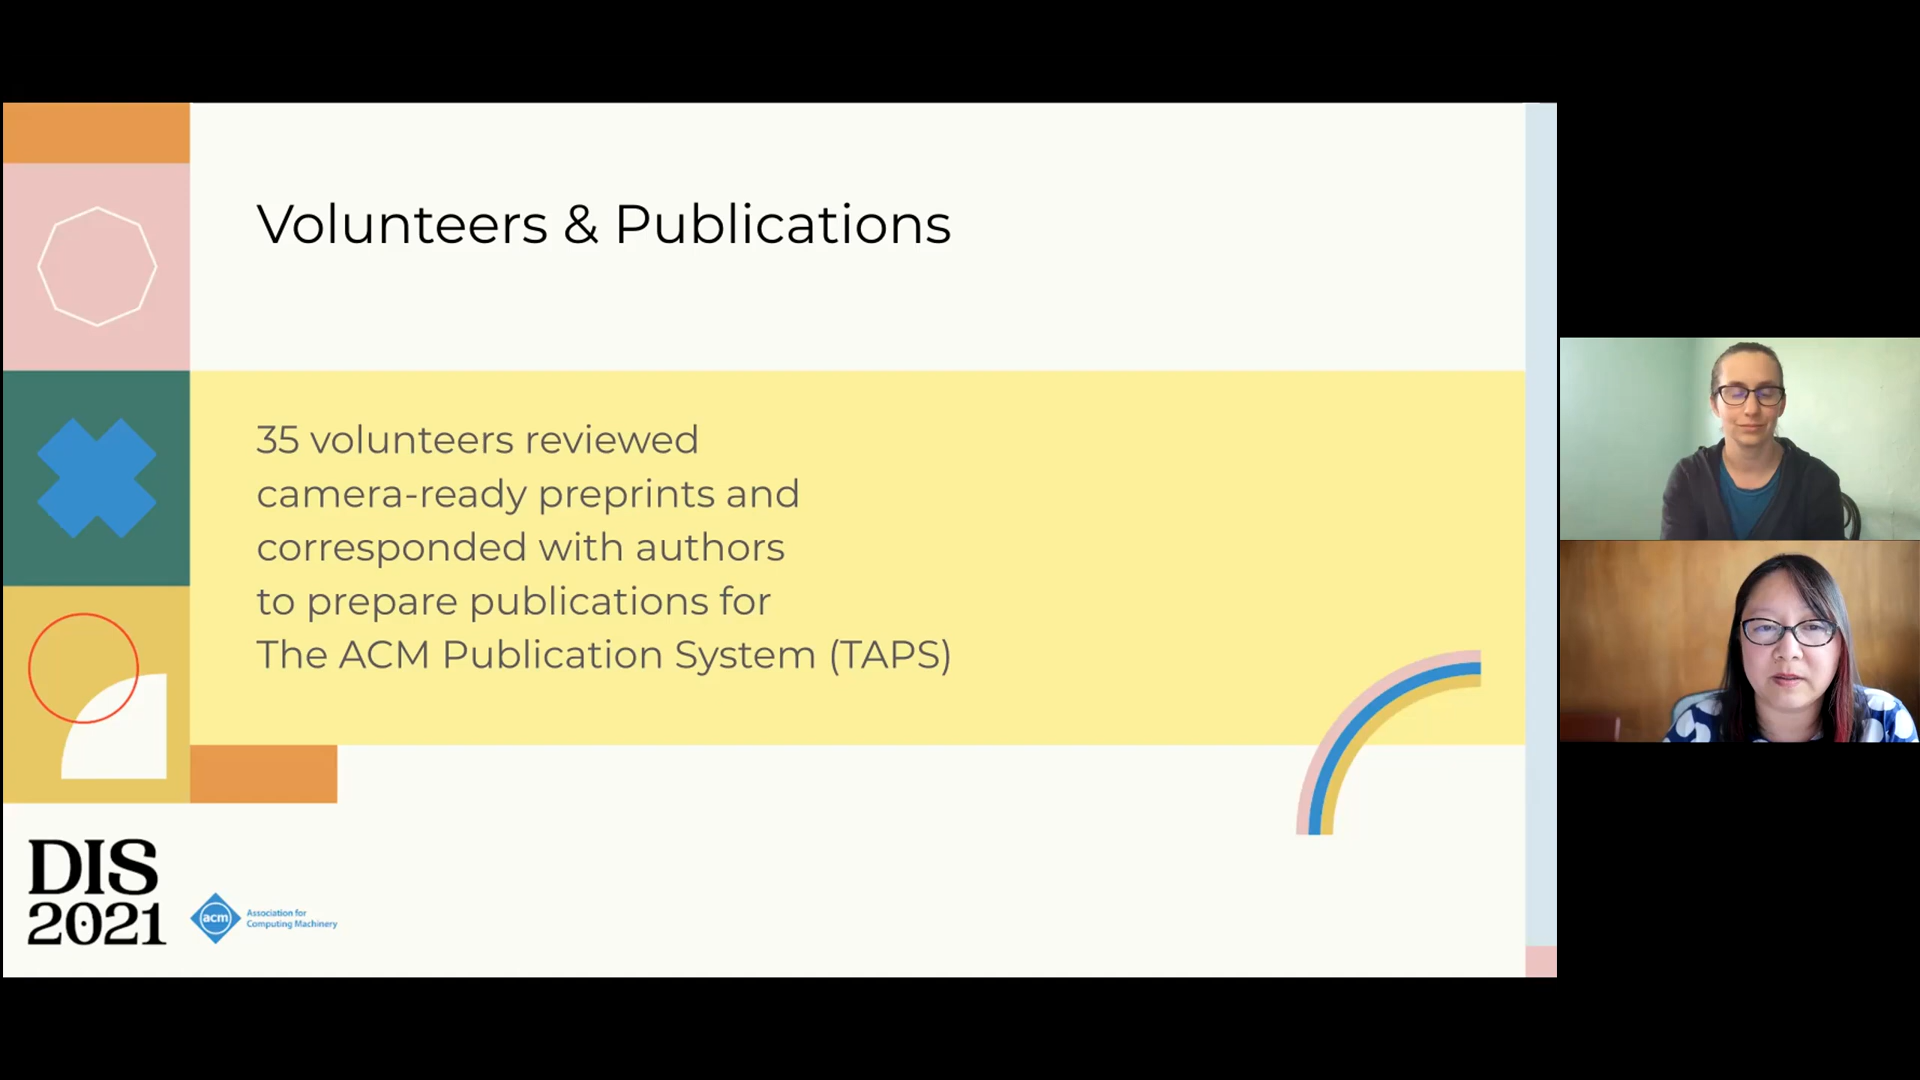 Volunteers & Publications
35 volunteers reviewed
camera-ready preprints and
corresponded with authors
to prepare publications for
The ACM Publication System (TAPS)
DIS
2021
acm
Association for
Computing Machinery